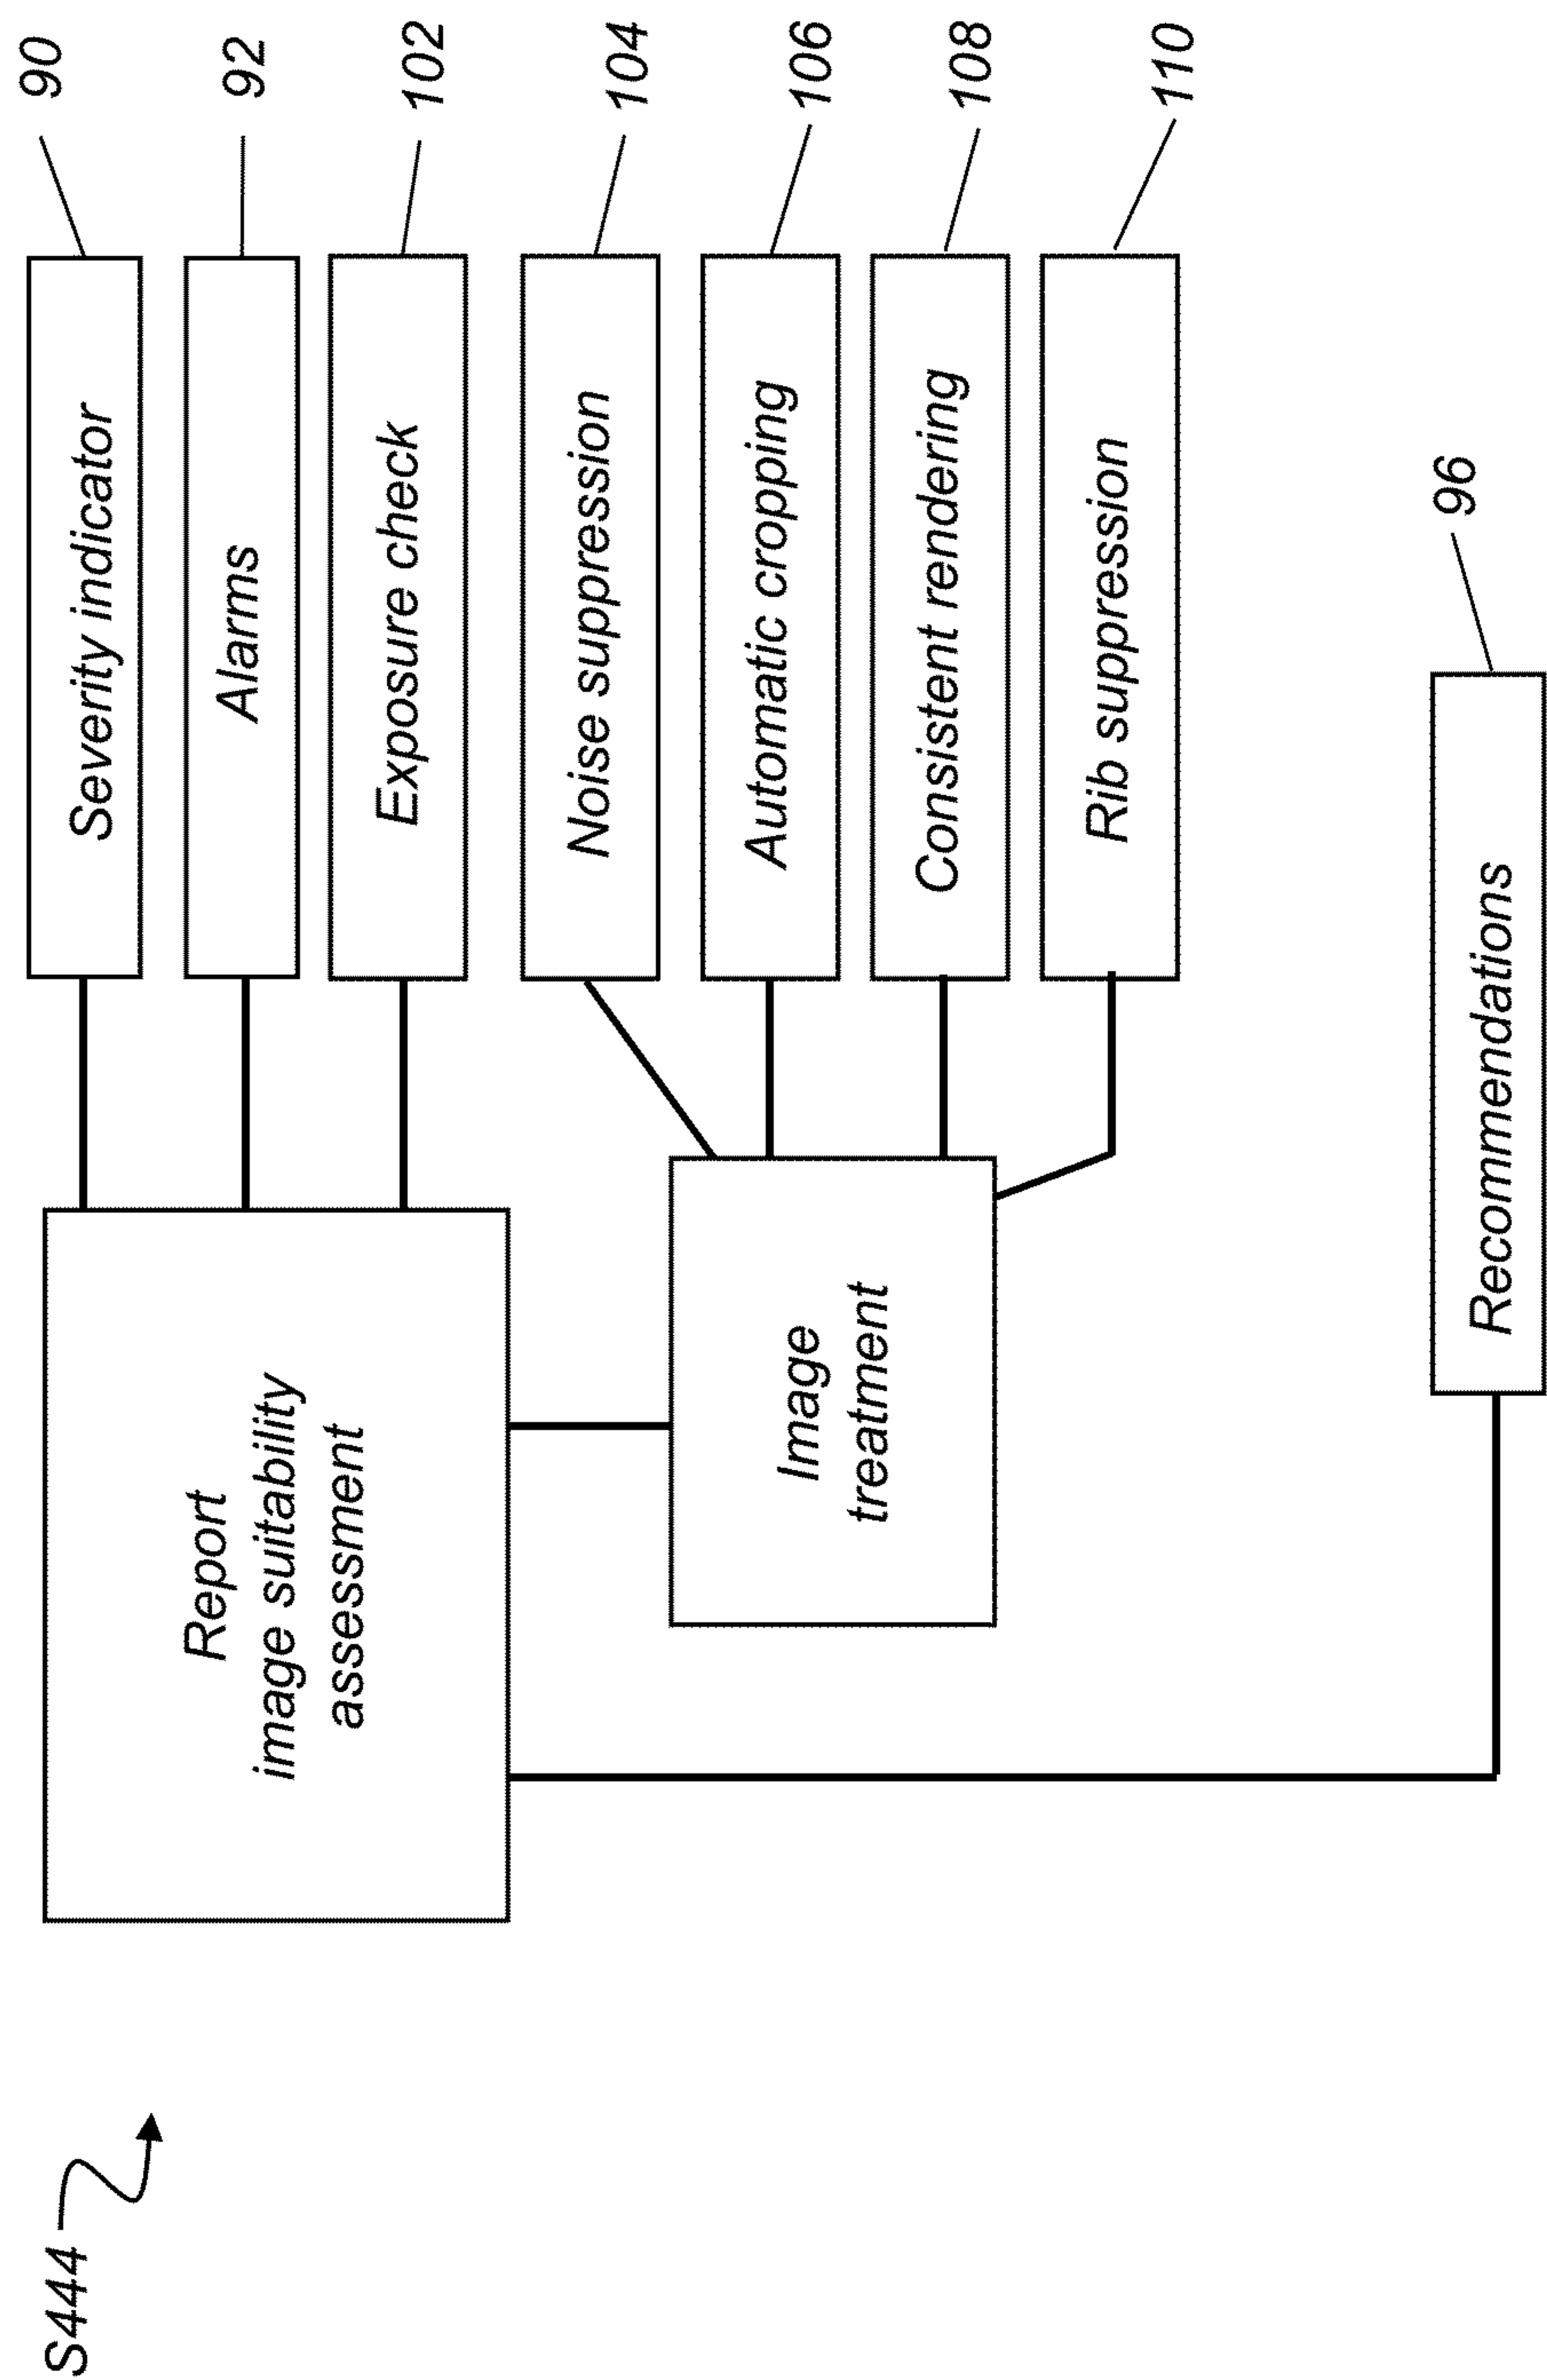 S444
Report
image suitability
assessment
Severity indicator
90
Alarms
92
Exposure check
102
Image
treatment
Noise suppression
104
Automatic cropping
106
Consistent rendering
108
Rib suppression
110
Recommendations
96